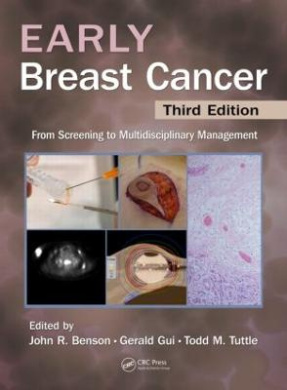 EARLY
Breast Cancer
Third Edition
From Screening to Multidisciplinary Management
Edited by
John R. Benson • Gerald Gui • Todd M. Tuttle
CRC Press